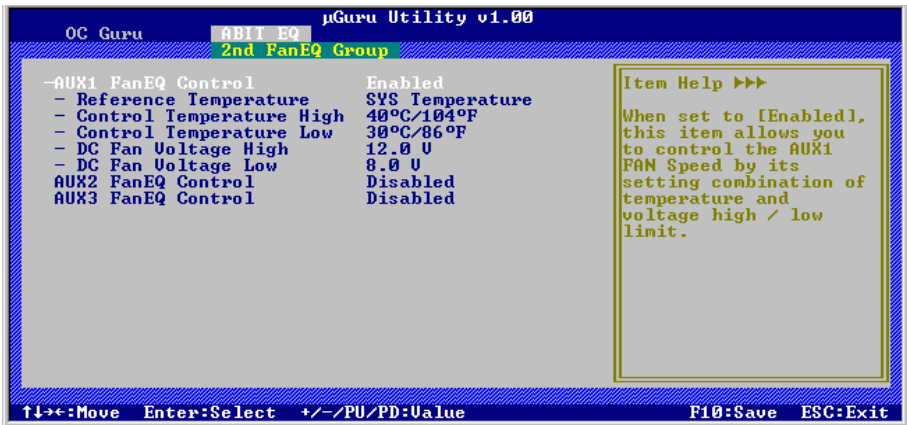 µGuru Utility v1.00
OC Guru ABIT EQ
2nd FanEQ Group
-AUX1 FanEQ Control Enabled
- Reference Temperature SYS Temperature
- Control Temperature High 40ºC/104ºF
- Control Temperature Low 30ºC/86ºF
- DC Fan Voltage High 12.0 V
- DC Fan Voltage Low 8.0 V
AUX2 FanEQ Control Disabled
AUX3 FanEQ Control Disabled
Item Help ►►►
When set to [Enabled],
this item allows you
to control the AUX1
FAN Speed by its
setting combination of
temperature and
voltage high / low
limit.
↑↓→←:Move Enter:Select +/-/PU/PD:Value F10:Save ESC:Exit